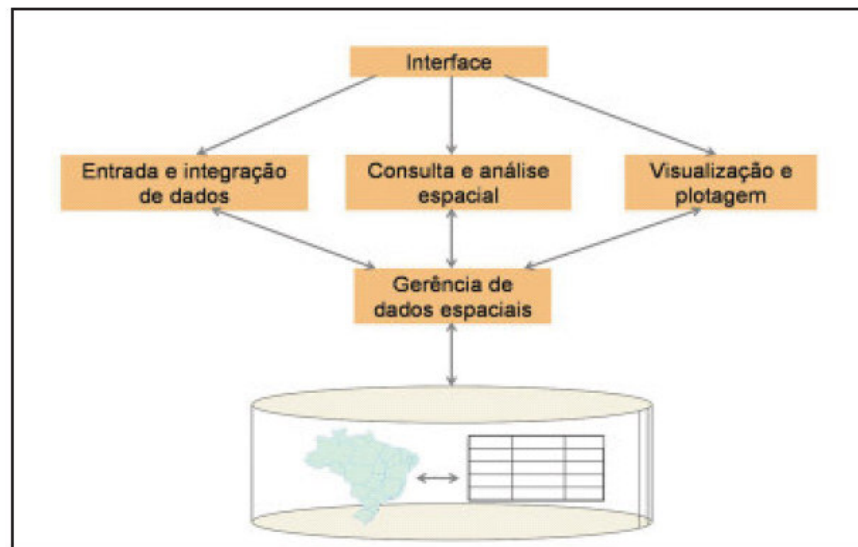 Interface
Entrada e integração
de dados
Consulta e análise
espacial
Visualização e
plotagem
Gerência de
dados espaciais